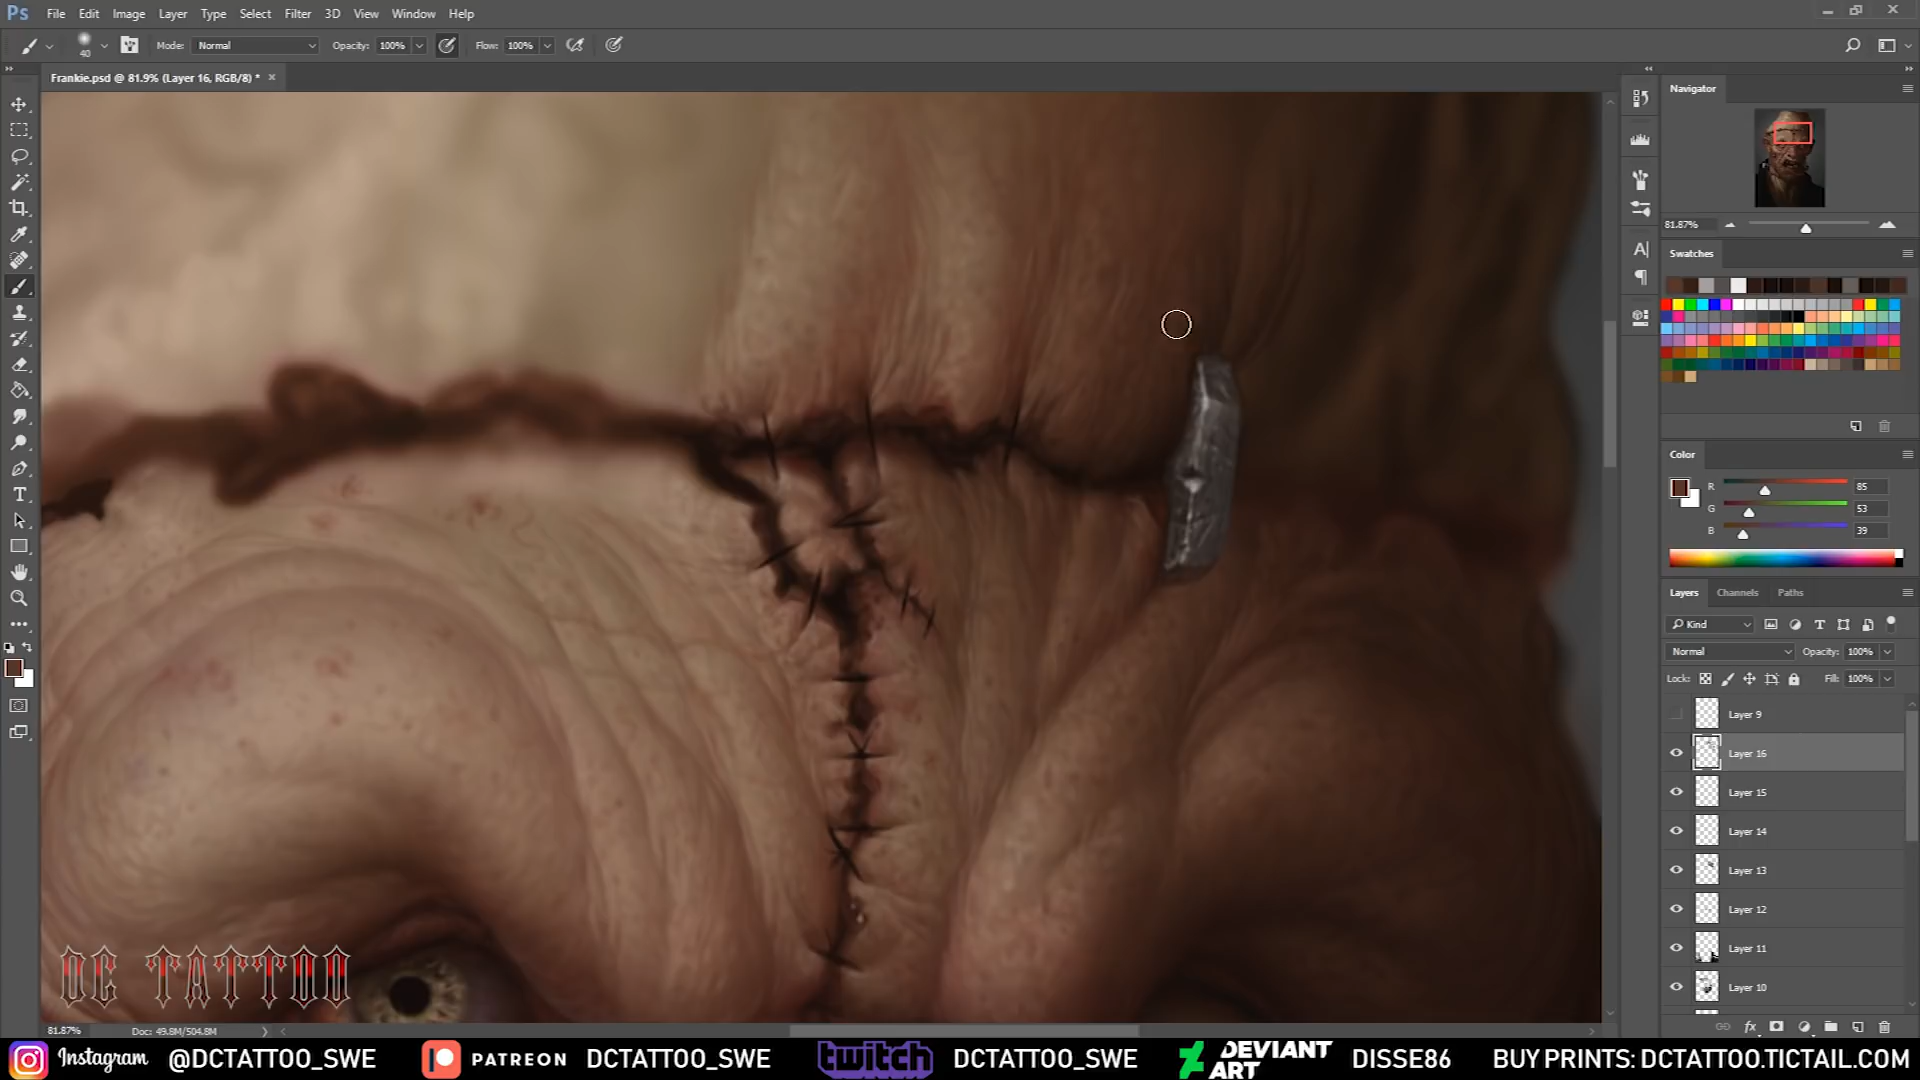 Ps File Edit Image Layer Type Select Filter 3D View Window Help
40 Mode: Normal Opacity: 100% Flow: 100%
Frankie.psd @ 81.9% (Layer 16, RGB/8) * ×
Navigator
81.87%
Swatches
A|
Color
R 85
G 53
B 39
Layers Channels Paths
Kind
Normal Opacity: 100%
Lock: Fill: 100%
Layer 9
Layer 16
Layer 15
Layer 14
Layer 13
Layer 12
Layer 11
Layer 10
DC TATTOO
81.87% Doc: 49.8M/504.8M
Instagram @DCTATTOO_SWE PATREON DCTATTOO_SWE twitch DCTATTOO_SWE DEVIANT ART DISSE86 BUY PRINTS: DCTATTOO.TICTAIL.COM